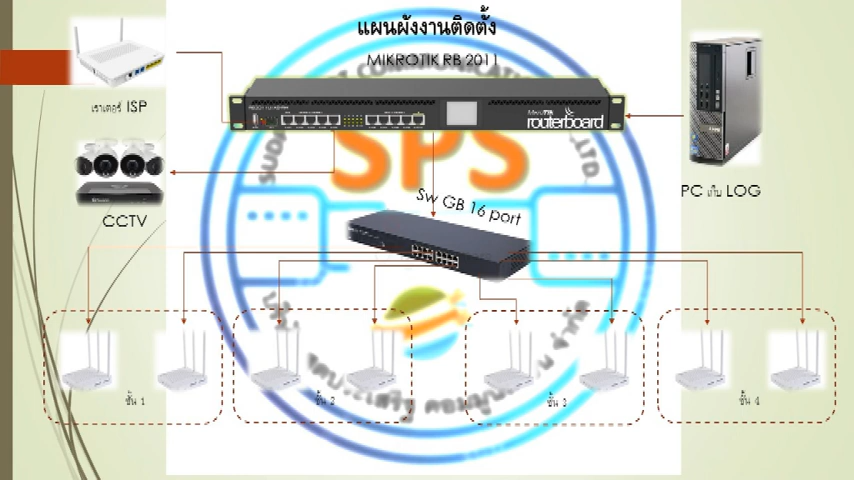 แผนผังงานติดตั้ง
MIKROTIK RB 2011
เราเตอร์ ISP
routerboard
SPS
PC เก็บ LOG
CCTV
Sw GB 16 port
ชั้น 1
ชั้น 2
ชั้น 3
ชั้น 4